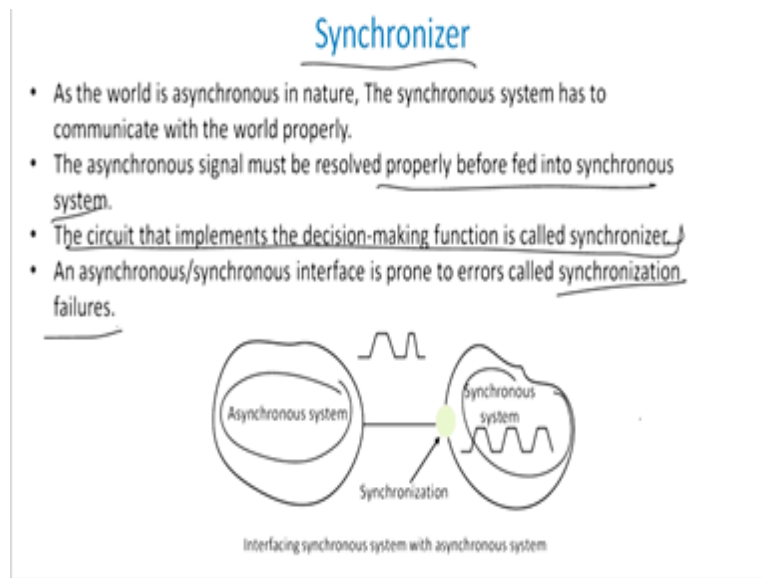 Synchronizer
• As the world is asynchronous in nature, The synchronous system has to
communicate with the world properly.
• The asynchronous signal must be resolved properly before fed into synchronous
system.
• The circuit that implements the decision-making function is called synchronizer.
• An asynchronous/synchronous interface is prone to errors called synchronization
failures.
Asynchronous system
Synchronous
system
Synchronization
Interfacing synchronous system with asynchronous system